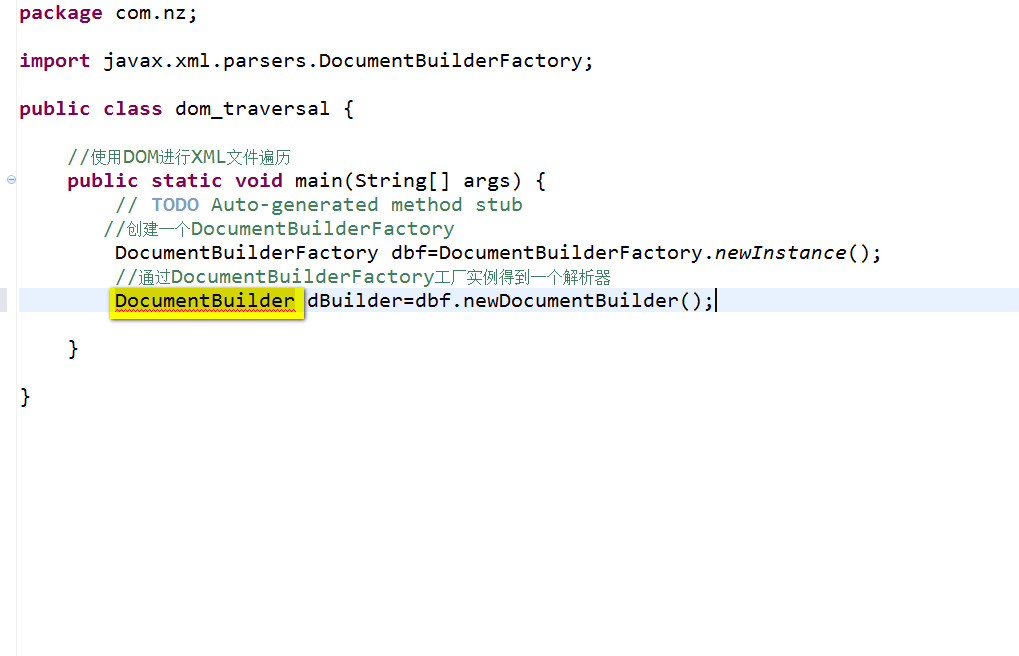 package com.nz;
import javax.xml.parsers.DocumentBuilderFactory;
public class dom_traversal {
//使用DOM进行XML文件遍历
public static void main(String[] args) {
// TODO Auto-generated method stub
//创建一个DocumentBuilderFactory
DocumentBuilderFactory dbf=DocumentBuilderFactory.newInstance();
//通过DocumentBuilderFactory工厂实例得到一个解析器
DocumentBuilder dBuilder=dbf.newDocumentBuilder();
}
}